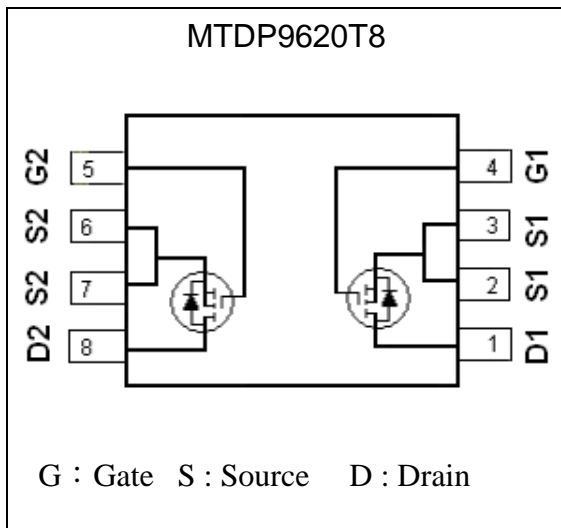 MTDP9620T8
G2 5 4 G1
S2 6 3 S1
S2 7 2 S1
D2 8 1 D1
G：Gate S : Source D : Drain